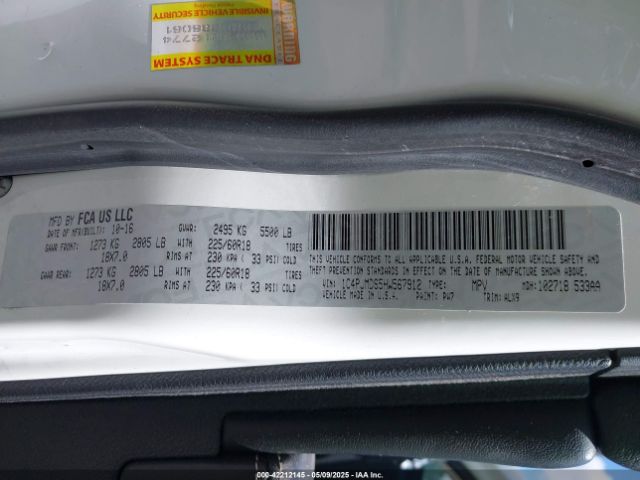 WARNING
INVISIBLE VEHICLE SECURITY
DNA TRACE SYSTEM
MFD BY FCA US LLC
DATE OF MFR(BUILT): 10-16
GVWR: 2495 KG 5500 LB
GAWR FRONT: 1273 KG 2805 LB WITH 225/60R18 TIRES
18X7.0 RIMS AT 230 KPA ( 33 PSI) COLD
GAWR REAR: 1273 KG 2805 LB WITH 225/60R18 TIRES
18X7.0 RIMS AT 230 KPA ( 33 PSI) COLD
THIS VEHICLE CONFORMS TO ALL APPLICABLE U.S.A. FEDERAL MOTOR
VEHICLE SAFETY, BUMPER, AND
THEFT PREVENTION STANDARDS IN EFFECT ON THE DATE OF MANUFACTURE SHOWN ABOVE.
VIN: TYPE: MPV MDH: 102718 533AA
VEHICLE MADE IN U.S.A. PAINT: PW7 TRIM: ALX9
000-42212145 - 05/09/2025 - IAA Inc.